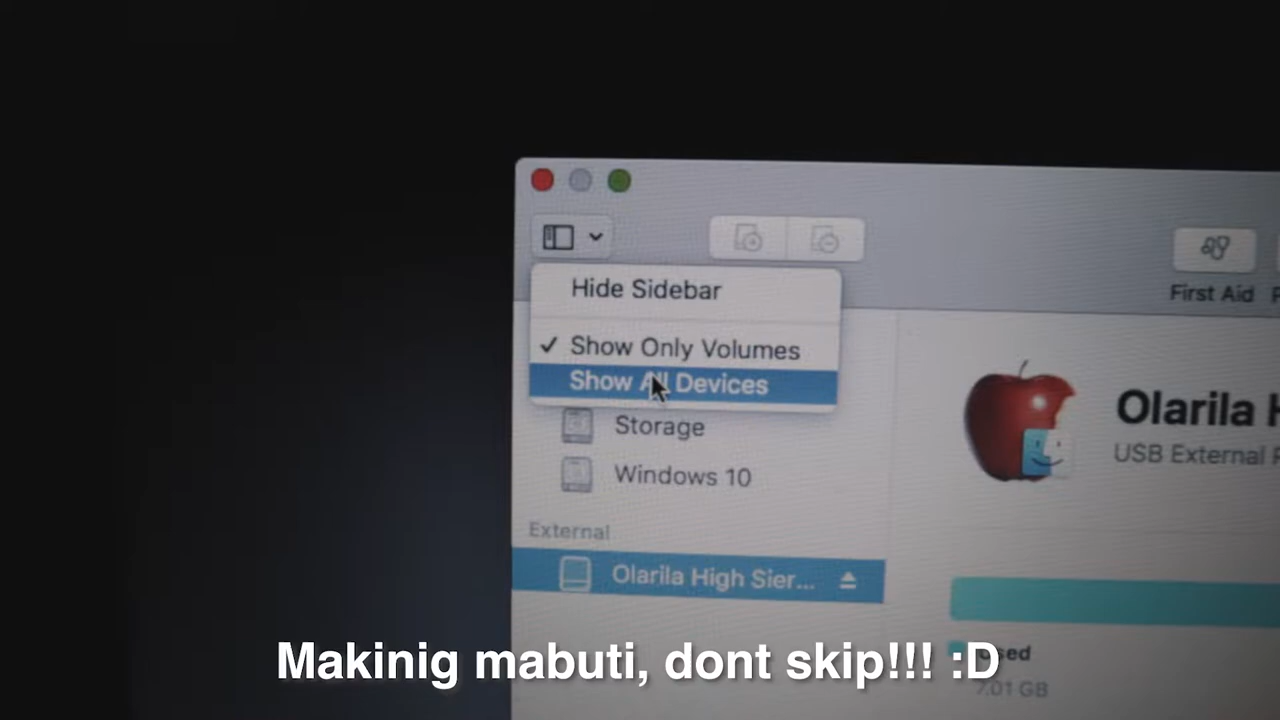 Hide Sidebar
Show Only Volumes
Show All Devices
First Aid
Storage
Windows 10
External
Olarila High Sier...
Olarila
USB External
Used
7.01 GB
Makinig mabuti, dont skip!!! :D